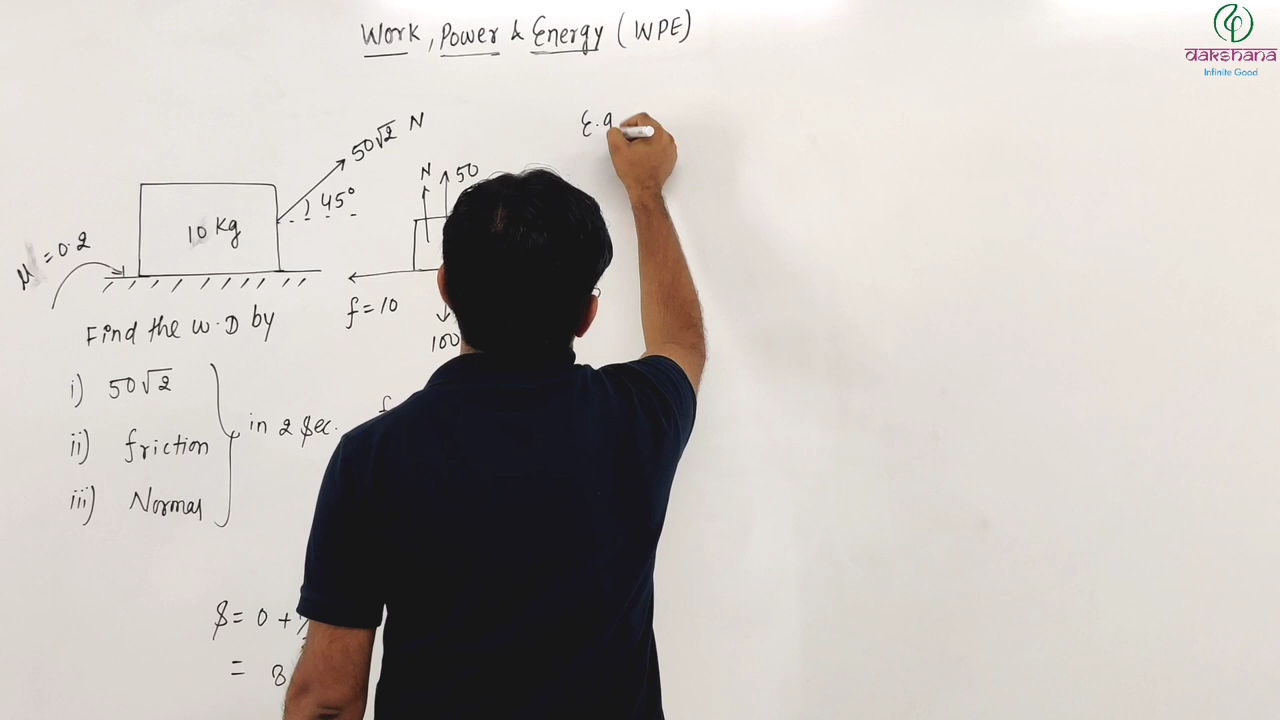 Work, Power & Energy (WPE)
dakshana
Infinite Good
50√2 N
45°
10 Kg
μ = 0.2
N
50
f = 10
100
E.g
Find the W.D by
i) 50√2
ii) friction
iii) Normal
in 2 Sec.
S = 0 +
= 8